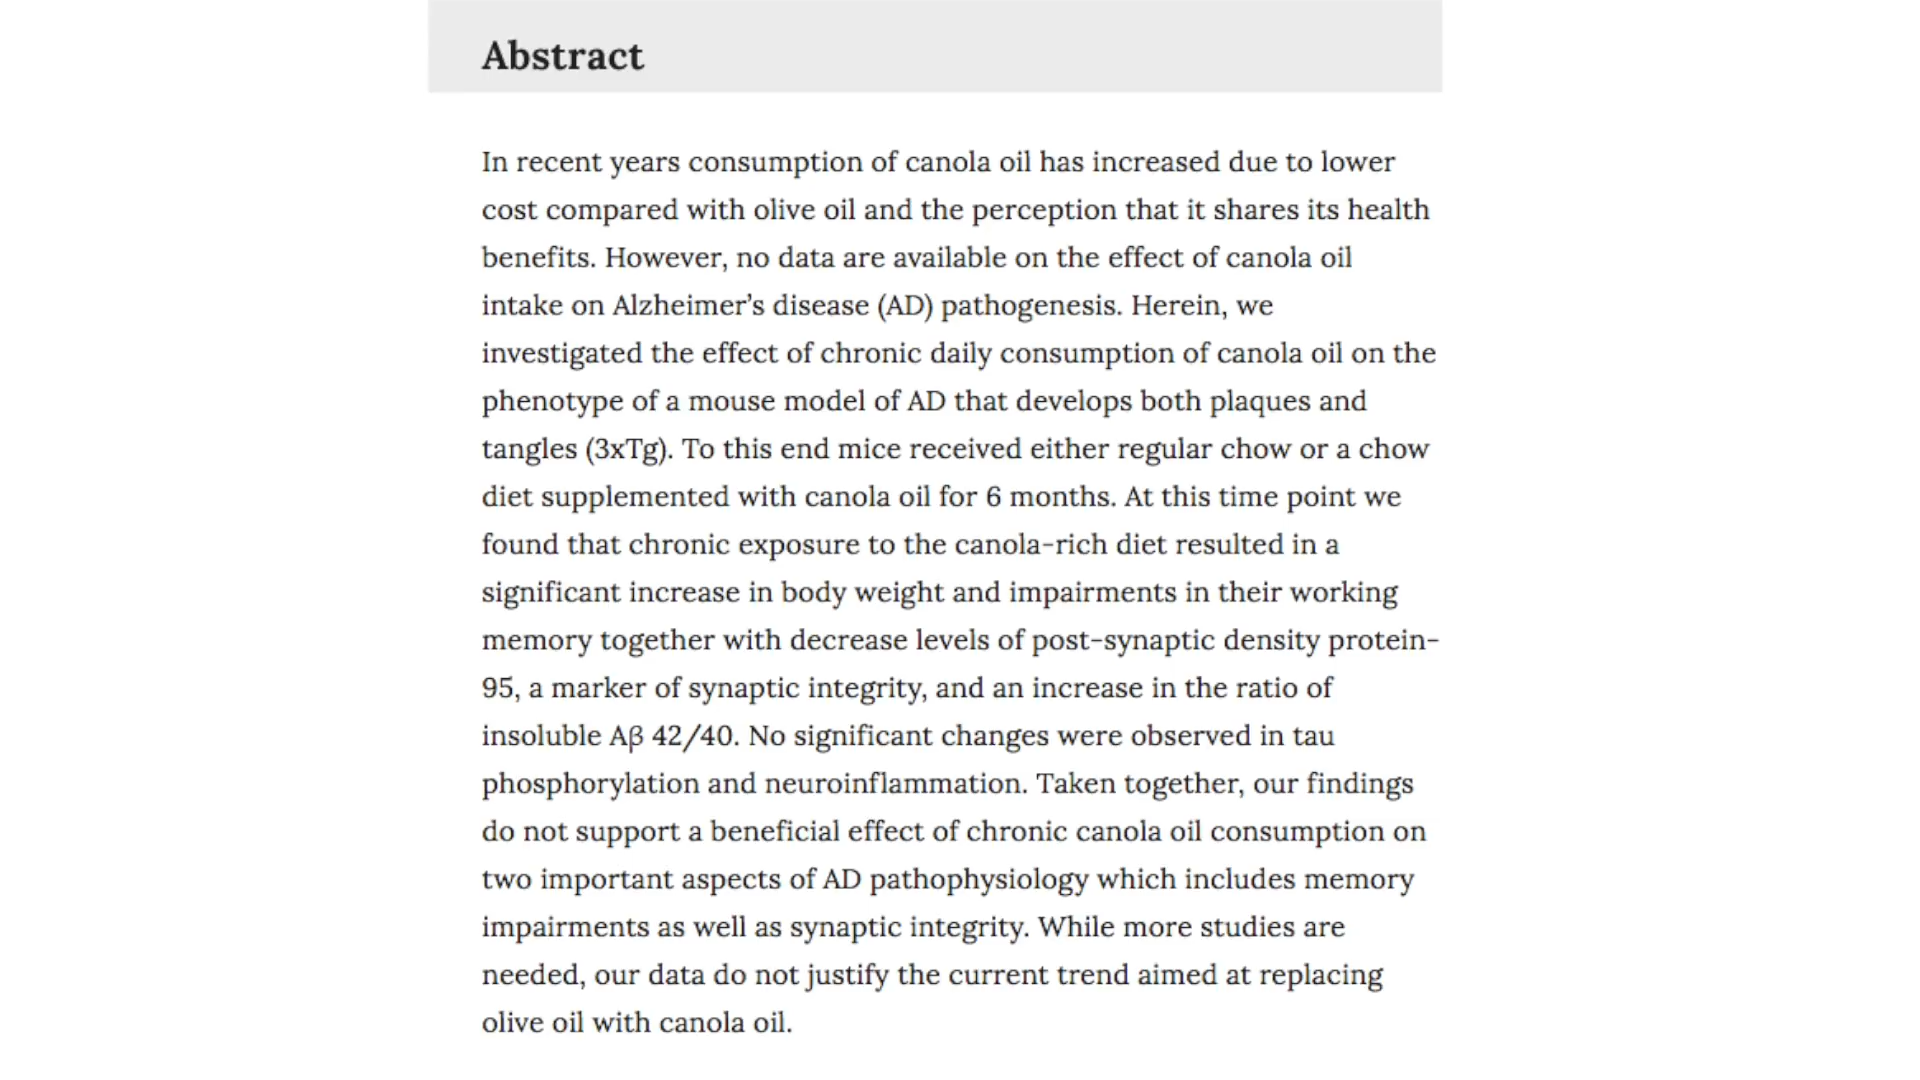 Abstract
In recent years consumption of canola oil has increased due to lower
cost compared with olive oil and the perception that it shares its health
benefits. However, no data are available on the effect of canola oil
intake on Alzheimer’s disease (AD) pathogenesis. Herein, we
investigated the effect of chronic daily consumption of canola oil on the
phenotype of a mouse model of AD that develops both plaques and
tangles (3xTg). To this end mice received either regular chow or a chow
diet supplemented with canola oil for 6 months. At this time point we
found that chronic exposure to the canola-rich diet resulted in a
significant increase in body weight and impairments in their working
memory together with decrease levels of post-synaptic density protein-
95, a marker of synaptic integrity, and an increase in the ratio of
insoluble Aβ 42/40. No significant changes were observed in tau
phosphorylation and neuroinflammation. Taken together, our findings
do not support a beneficial effect of chronic canola oil consumption on
two important aspects of AD pathophysiology which includes memory
impairments as well as synaptic integrity. While more studies are
needed, our data do not justify the current trend aimed at replacing
olive oil with canola oil.